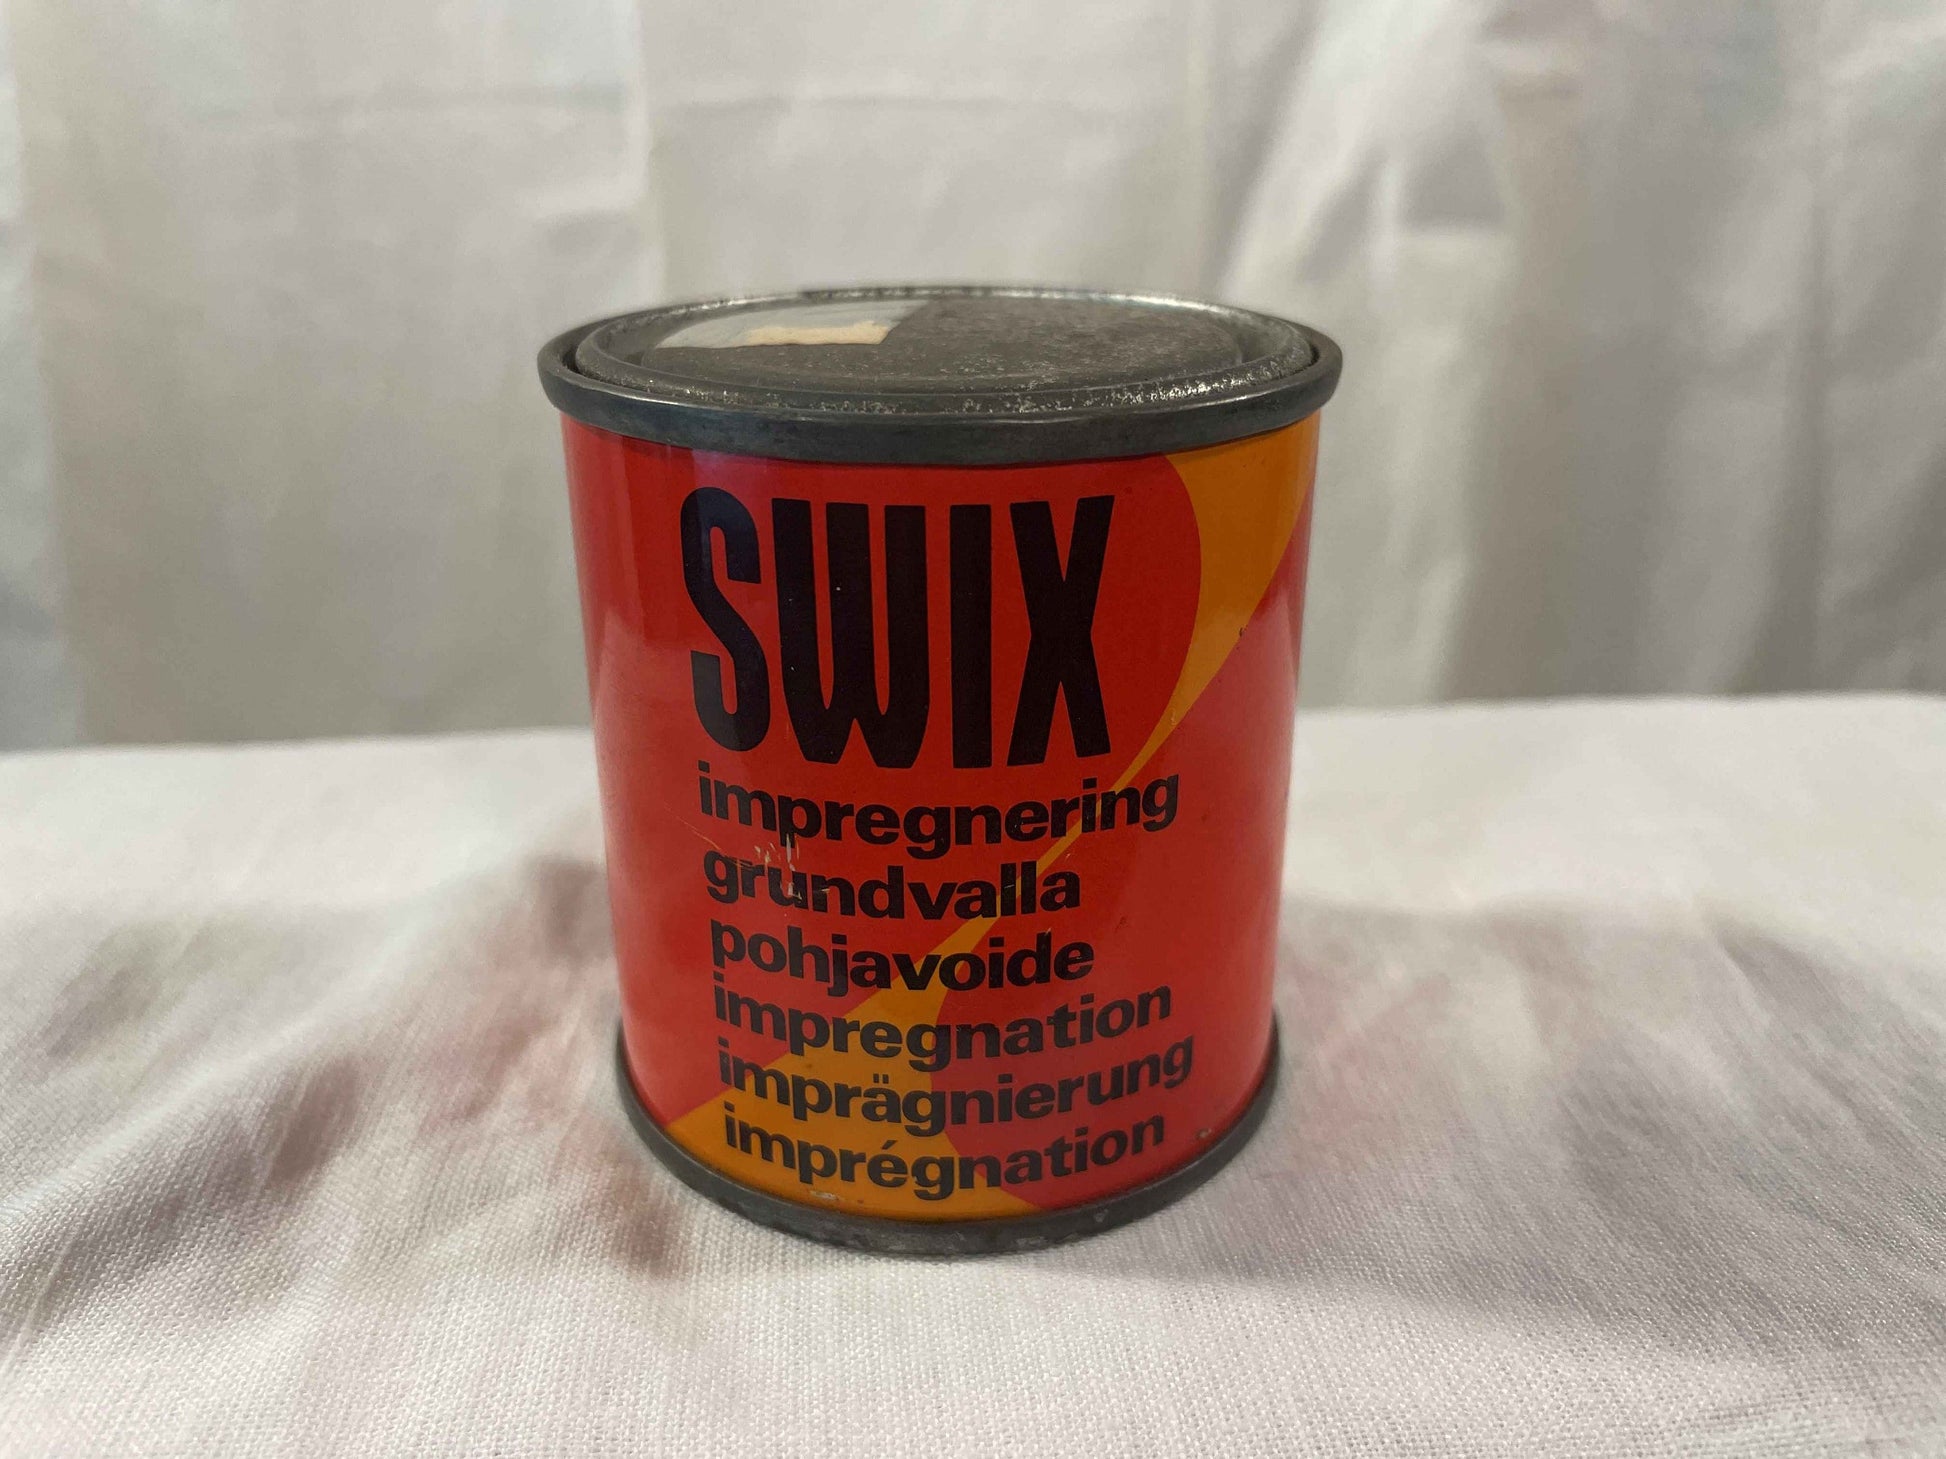 SWIX
impregnering
grundvalla
pohjavoide
impregnation
imprägnierung
imprégnation